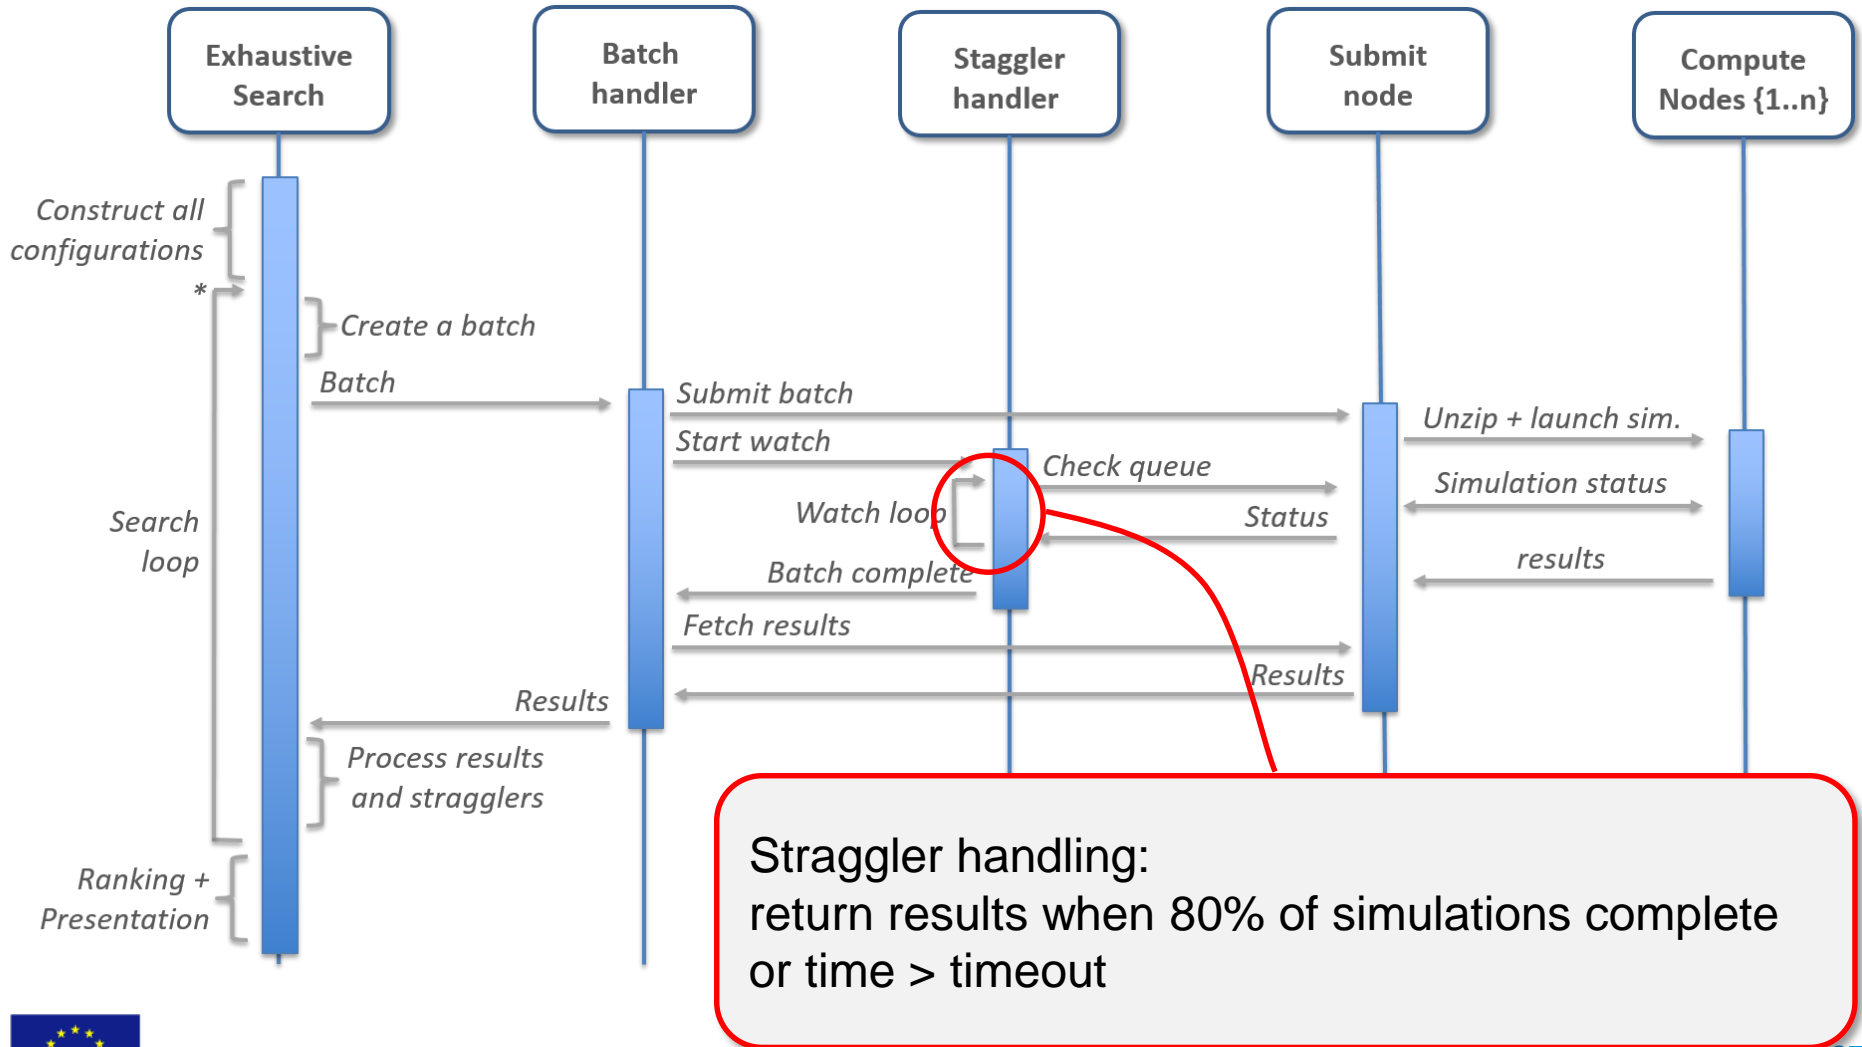 Exhaustive
Search
Batch
handler
Staggler
handler
Submit
node
Compute
Nodes {1..n}
Construct all
configurations
*
Create a batch
Batch
Submit batch
Unzip + launch sim.
Start watch
Check queue
Simulation status
Watch loop
Status
Search
loop
results
Batch complete
Fetch results
Results
Results
Process results
and stragglers
Straggler handling:
return results when 80% of simulations complete
or time > timeout
Ranking +
Presentation